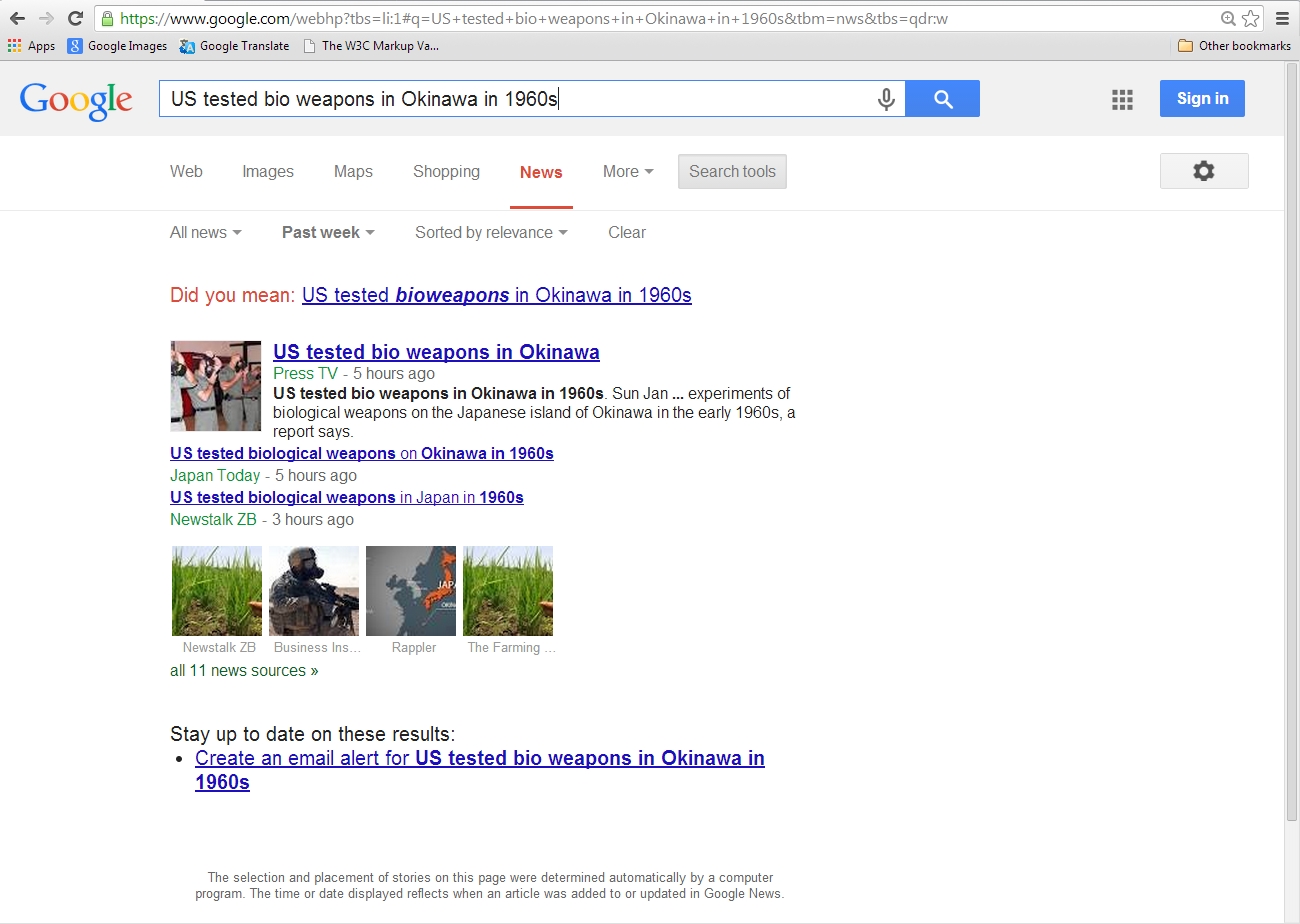 https://www.google.com/webhp?tbs=li:1#q=US+tested+bio+weapons+in+Okinawa+in+1960s&tbm=nws&tbs=qdr:w
Apps Google Images Google Translate The W3C Markup Va... Other bookmarks
Google US tested bio weapons in Okinawa in 1960s Sign in
Web Images Maps Shopping News More Search tools
All news Past week Sorted by relevance Clear
Did you mean: US tested bioweapons in Okinawa in 1960s
US tested bio weapons in Okinawa
Press TV - 5 hours ago
US tested bio weapons in Okinawa in 1960s. Sun Jan ... experiments of
biological weapons on the Japanese island of Okinawa in the early 1960s, a
report says.
US tested biological weapons on Okinawa in 1960s
Japan Today - 5 hours ago
US tested biological weapons in Japan in 1960s
Newstalk ZB - 3 hours ago
JAPA
OKIN
Newstalk ZB Business Ins... Rappler The Farming ...
all 11 news sources »
Stay up to date on these results:
• Create an email alert for US tested bio weapons in Okinawa in
1960s
The selection and placement of stories on this page were determined automatically by a computer
program. The time or date displayed reflects when an article was added to or updated in Google News.